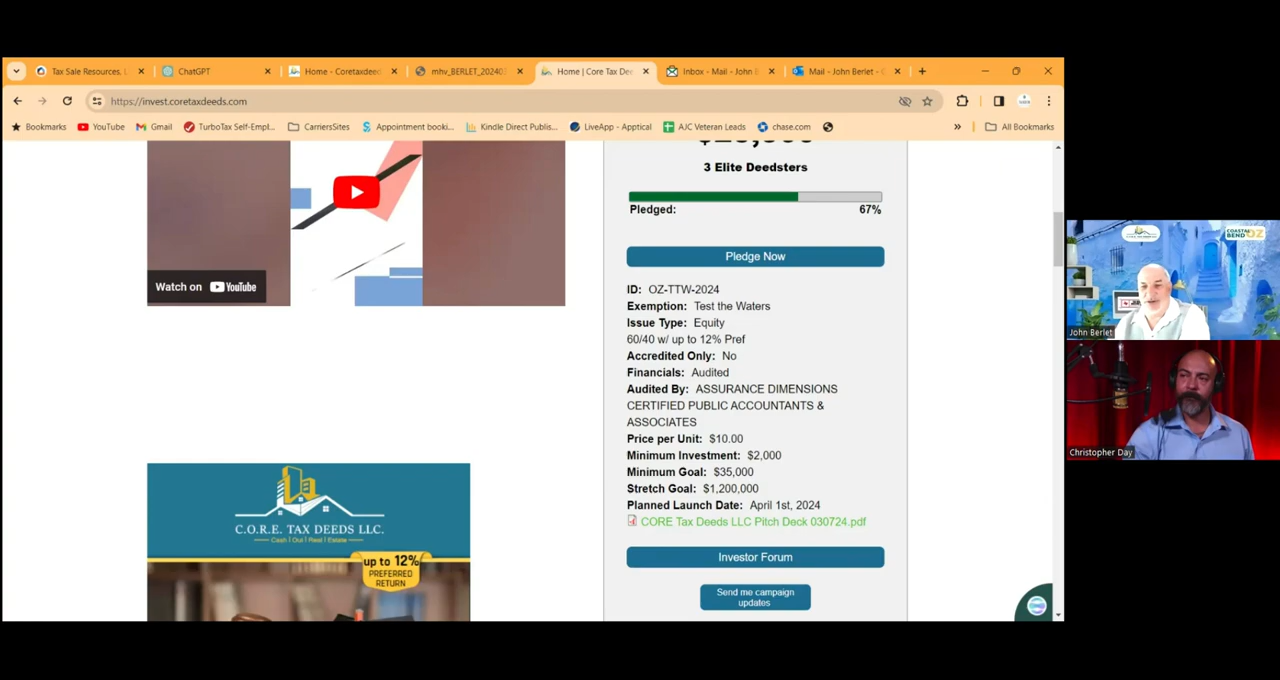 Tax Sale Resources, L
ChatGPT
Home - Coretaxdeed
mhv_BERLET_20240
Home | Core Tax Dee
Inbox - Mail - John B
Mail - John Berlet - O
https://invest.coretaxdeeds.com
Bookmarks
YouTube
Gmail
TurboTax Self-Empl...
CarriersSites
Appointment booki...
Kindle Direct Publis...
LiveApp - Apptical
AJC Veteran Leads
chase.com
»
All Bookmarks
3 Elite Deedsters
Pledged: 67%
Pledge Now
Watch on YouTube
ID: OZ-TTW-2024
Exemption: Test the Waters
Issue Type: Equity
60/40 w/ up to 12% Pref
Accredited Only: No
Financials: Audited
Audited By: ASSURANCE DIMENSIONS
CERTIFIED PUBLIC ACCOUNTANTS &
ASSOCIATES
Price per Unit: $10.00
Minimum Investment: $2,000
Minimum Goal: $35,000
Stretch Goal: $1,200,000
Planned Launch Date: April 1st, 2024
CORE Tax Deeds LLC Pitch Deck 030724.pdf
Investor Forum
Send me campaign
updates
C.O.R.E. TAX DEEDS LLC.
Cash | Out | Real | Estate
up to 12%
PREFERRED
RETURN
COASTAL
BEND OZ
John Berlet
Christopher Day